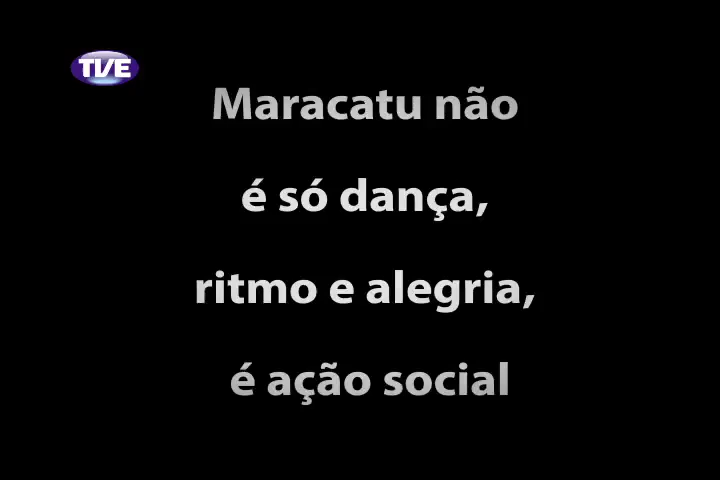 TVE
Maracatu não
é só dança,
ritmo e alegria,
é ação social